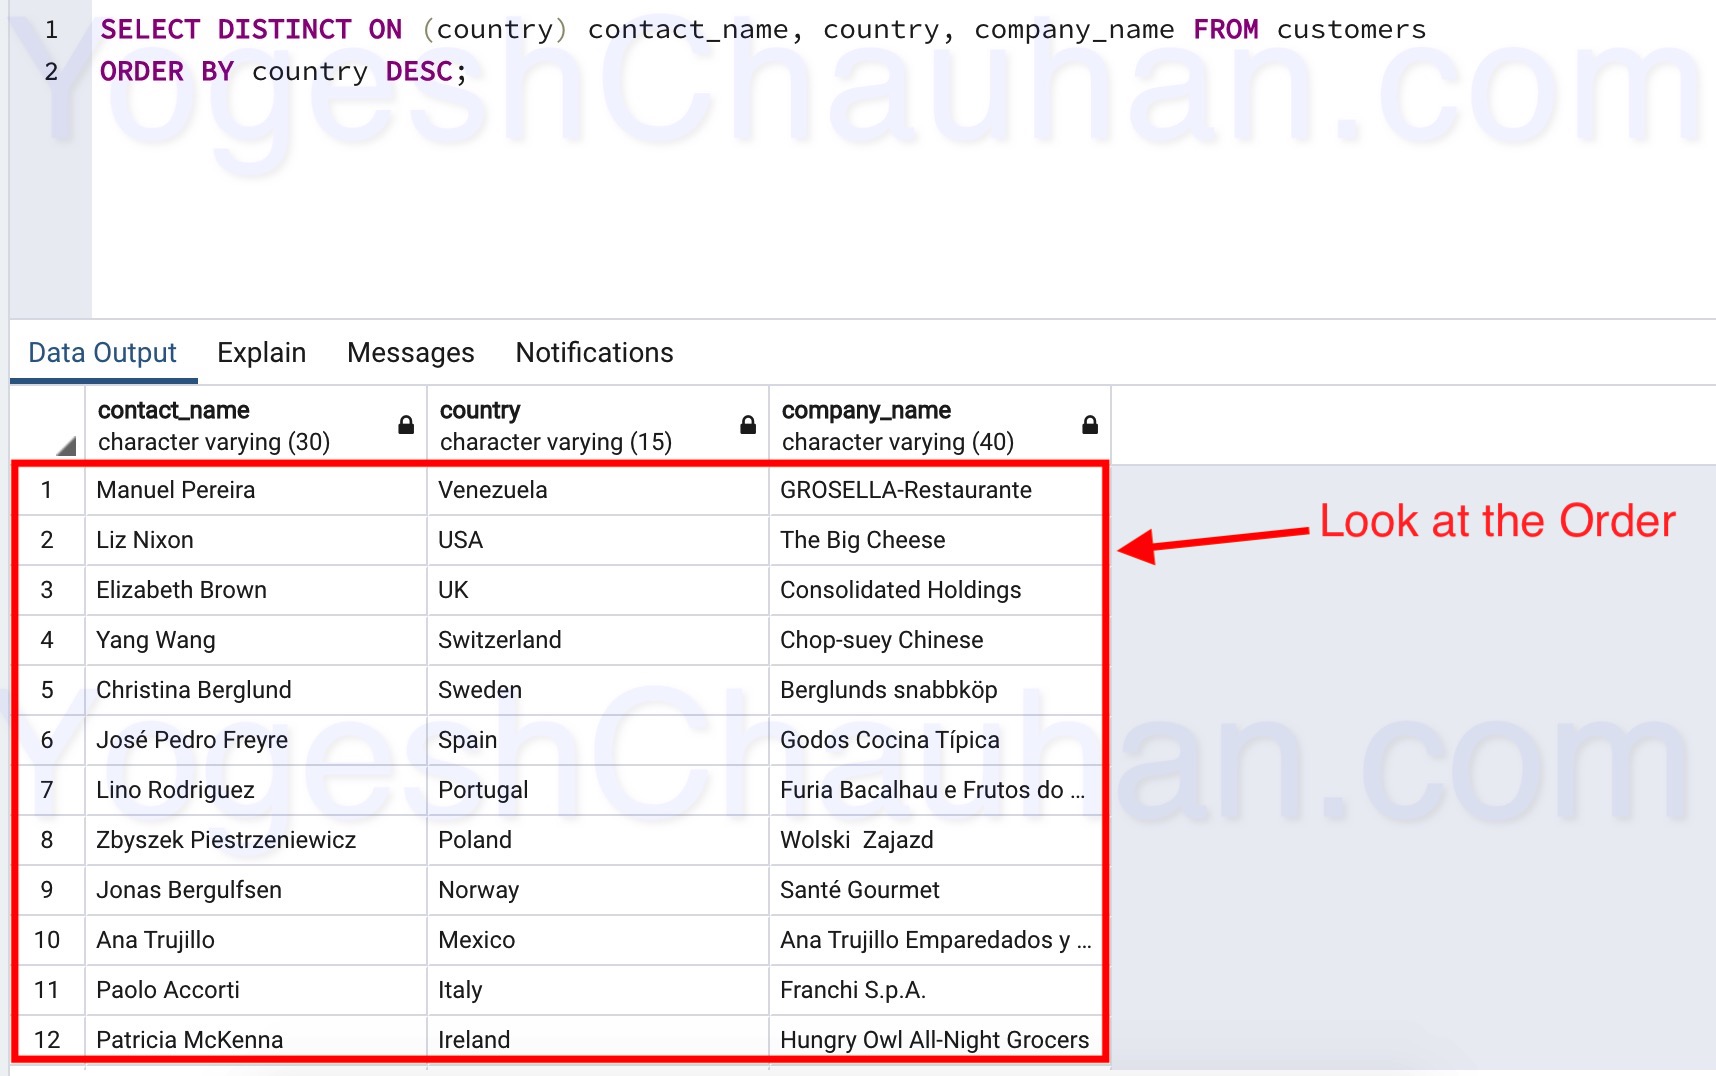 1 SELECT DISTINCT ON (country) contact_name, country, company_name FROM customers
2 ORDER BY country DESC;
YogeshChauhan.com
Data Output Explain Messages Notifications
contact_name country company_name
character varying (30) character varying (15) character varying (40)
1 Manuel Pereira Venezuela GROSELLA-Restaurante
Look at the Order
2 Liz Nixon USA The Big Cheese
3 Elizabeth Brown UK Consolidated Holdings
4 Yang Wang Switzerland Chop-suey Chinese
5 Christina Berglund Sweden Berglunds snabbköp
6 José Pedro Freyre Spain Godos Cocina Típica
YogeshChauhan.com
7 Lino Rodriguez Portugal Furia Bacalhau e Frutos do ...
8 Zbyszek Piestrzeniewicz Poland Wolski  Zajazd
9 Jonas Bergulfsen Norway Santé Gourmet
10 Ana Trujillo Mexico Ana Trujillo Emparedados y ...
11 Paolo Accorti Italy Franchi S.p.A.
12 Patricia McKenna Ireland Hungry Owl All-Night Grocers